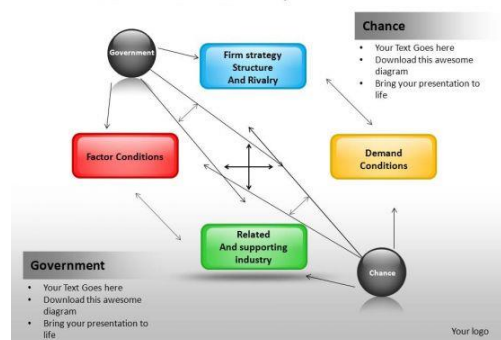 Government
Chance
Firm strategy
Structure
And Rivalry
• Your Text Goes here
• Download this awesome
diagram
• Bring your presentation to
life
Factor Conditions
Demand
Conditions
Related
And supporting
industry
Government
Chance
• Your Text Goes here
• Download this awesome
diagram
• Bring your presentation to
life
Your logo